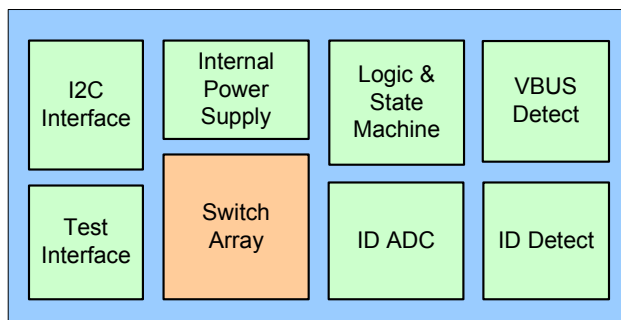 I2C
Interface
Internal
Power
Supply
Logic &
State
Machine
VBUS
Detect
Test
Interface
Switch
Array
ID ADC
ID Detect